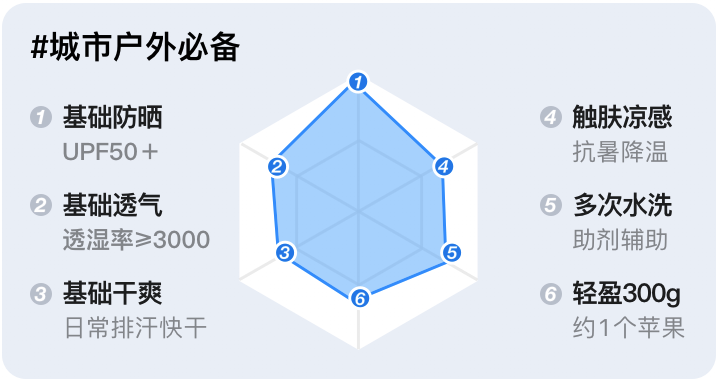 #城市户外必备
1 基础防晒
UPF50+
2 基础透气
透湿率≥3000
3 基础干爽
日常排汗快干
1
2
3
4
5
6
4 触肤凉感
抗暑降温
5 多次水洗
助剂辅助
6 轻盈300g
约1个苹果